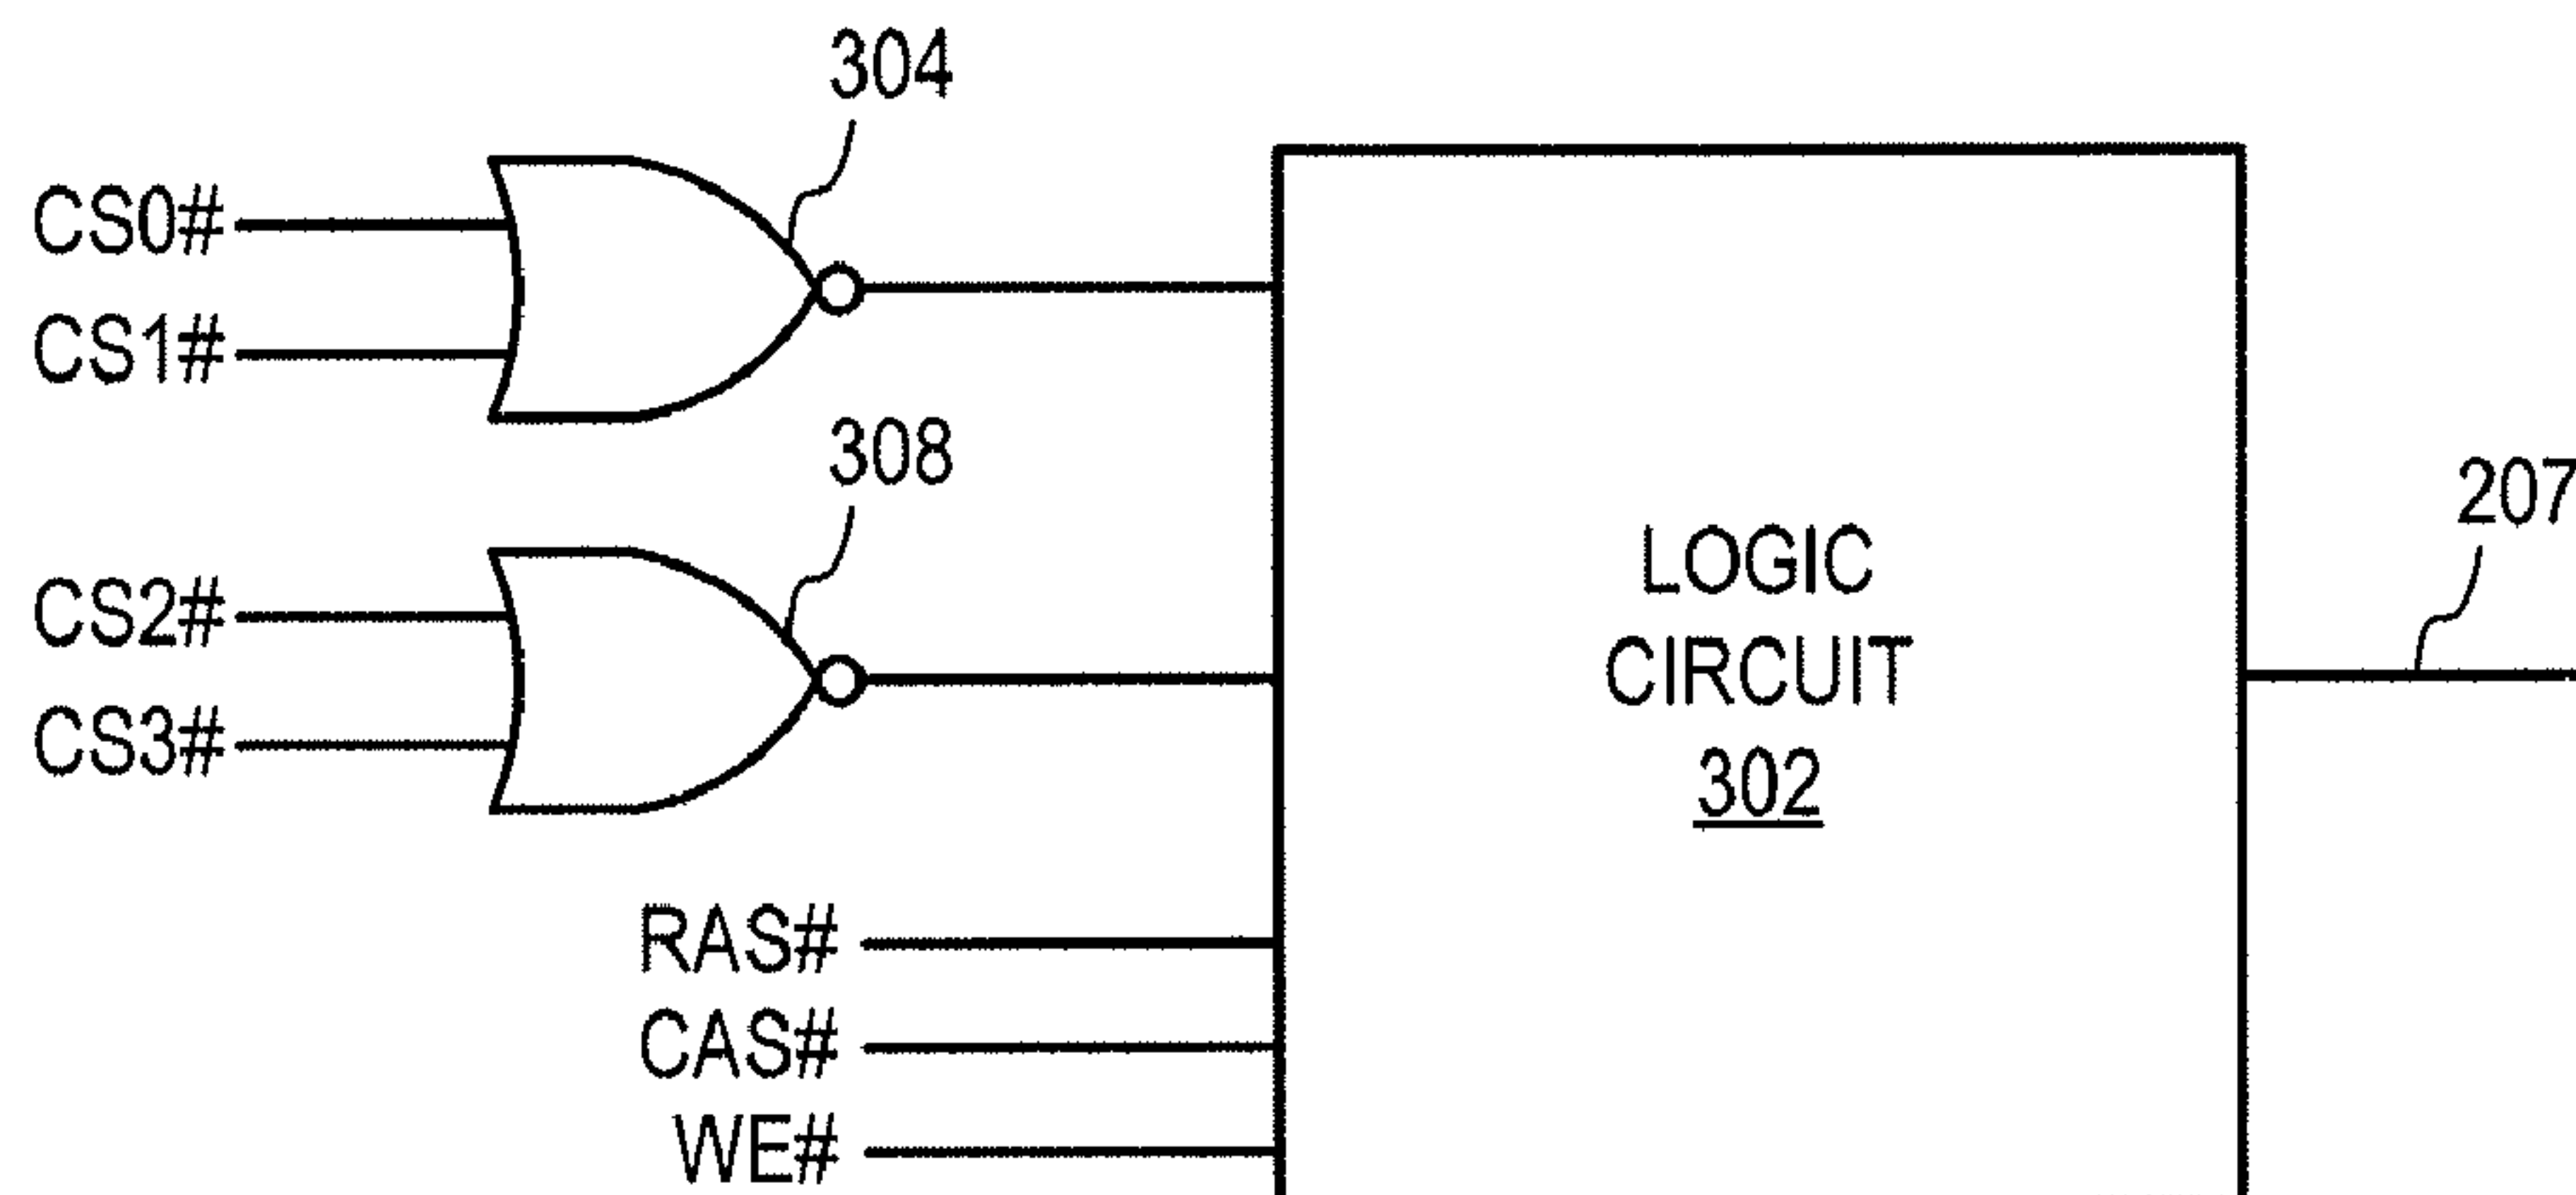 304
CS0#
CS1#
308
CS2#
CS3#
207
LOGIC
CIRCUIT
302
RAS#
CAS#
WE#